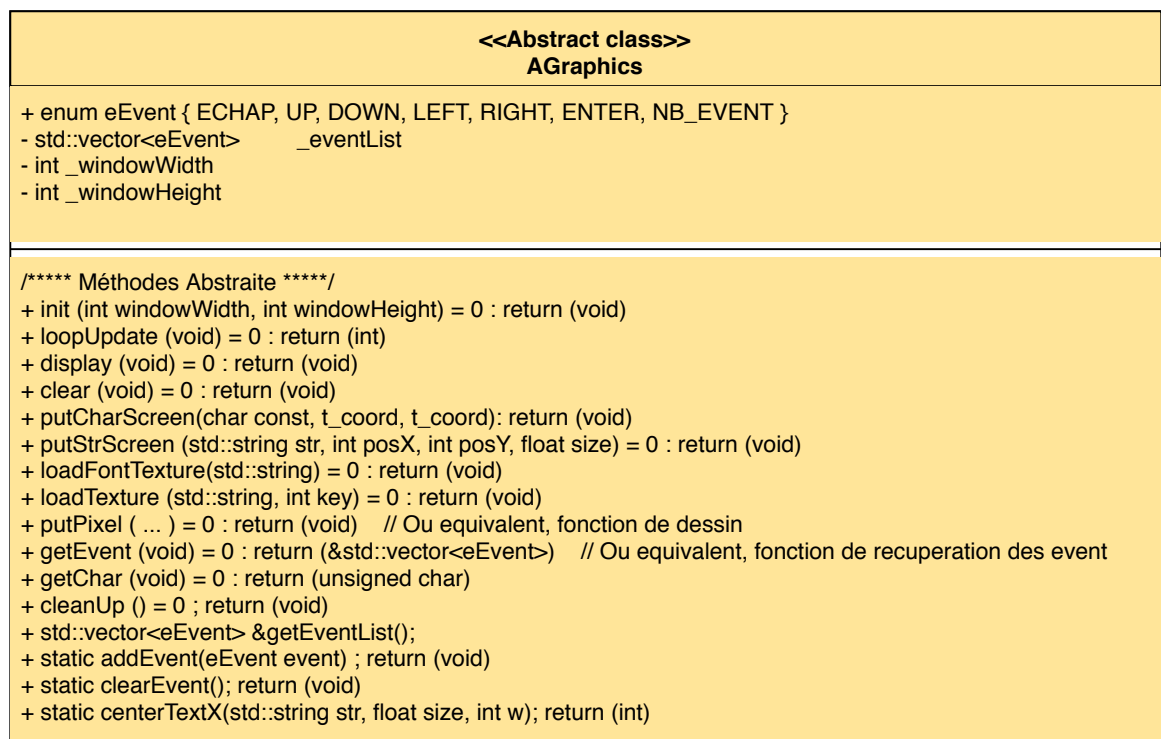 <<Abstract class>>
AGraphics
+ enum eEvent { ECHAP, UP, DOWN, LEFT, RIGHT, ENTER, NB_EVENT }
- std::vector<eEvent> _eventList
- int _windowWidth
- int _windowHeight
/***** Méthodes Abstraite *****/
+ init (int windowWidth, int windowHeight) = 0 : return (void)
+ loopUpdate (void) = 0 : return (int)
+ display (void) = 0 : return (void)
+ clear (void) = 0 : return (void)
+ putCharScreen(char const, t_coord, t_coord): return (void)
+ putStrScreen (std::string str, int posX, int posY, float size) = 0 : return (void)
+ loadFontTexture(std::string) = 0 : return (void)
+ loadTexture (std::string, int key) = 0 : return (void)
+ putPixel ( ... ) = 0 : return (void) // Ou equivalent, fonction de dessin
+ getEvent (void) = 0 : return (&std::vector<eEvent>) // Ou equivalent, fonction de recuperation des event
+ getChar (void) = 0 : return (unsigned char)
+ cleanUp () = 0 ; return (void)
+ std::vector<eEvent> &getEventList();
+ static addEvent(eEvent event) ; return (void)
+ static clearEvent(); return (void)
+ static centerTextX(std::string str, float size, int w); return (int)